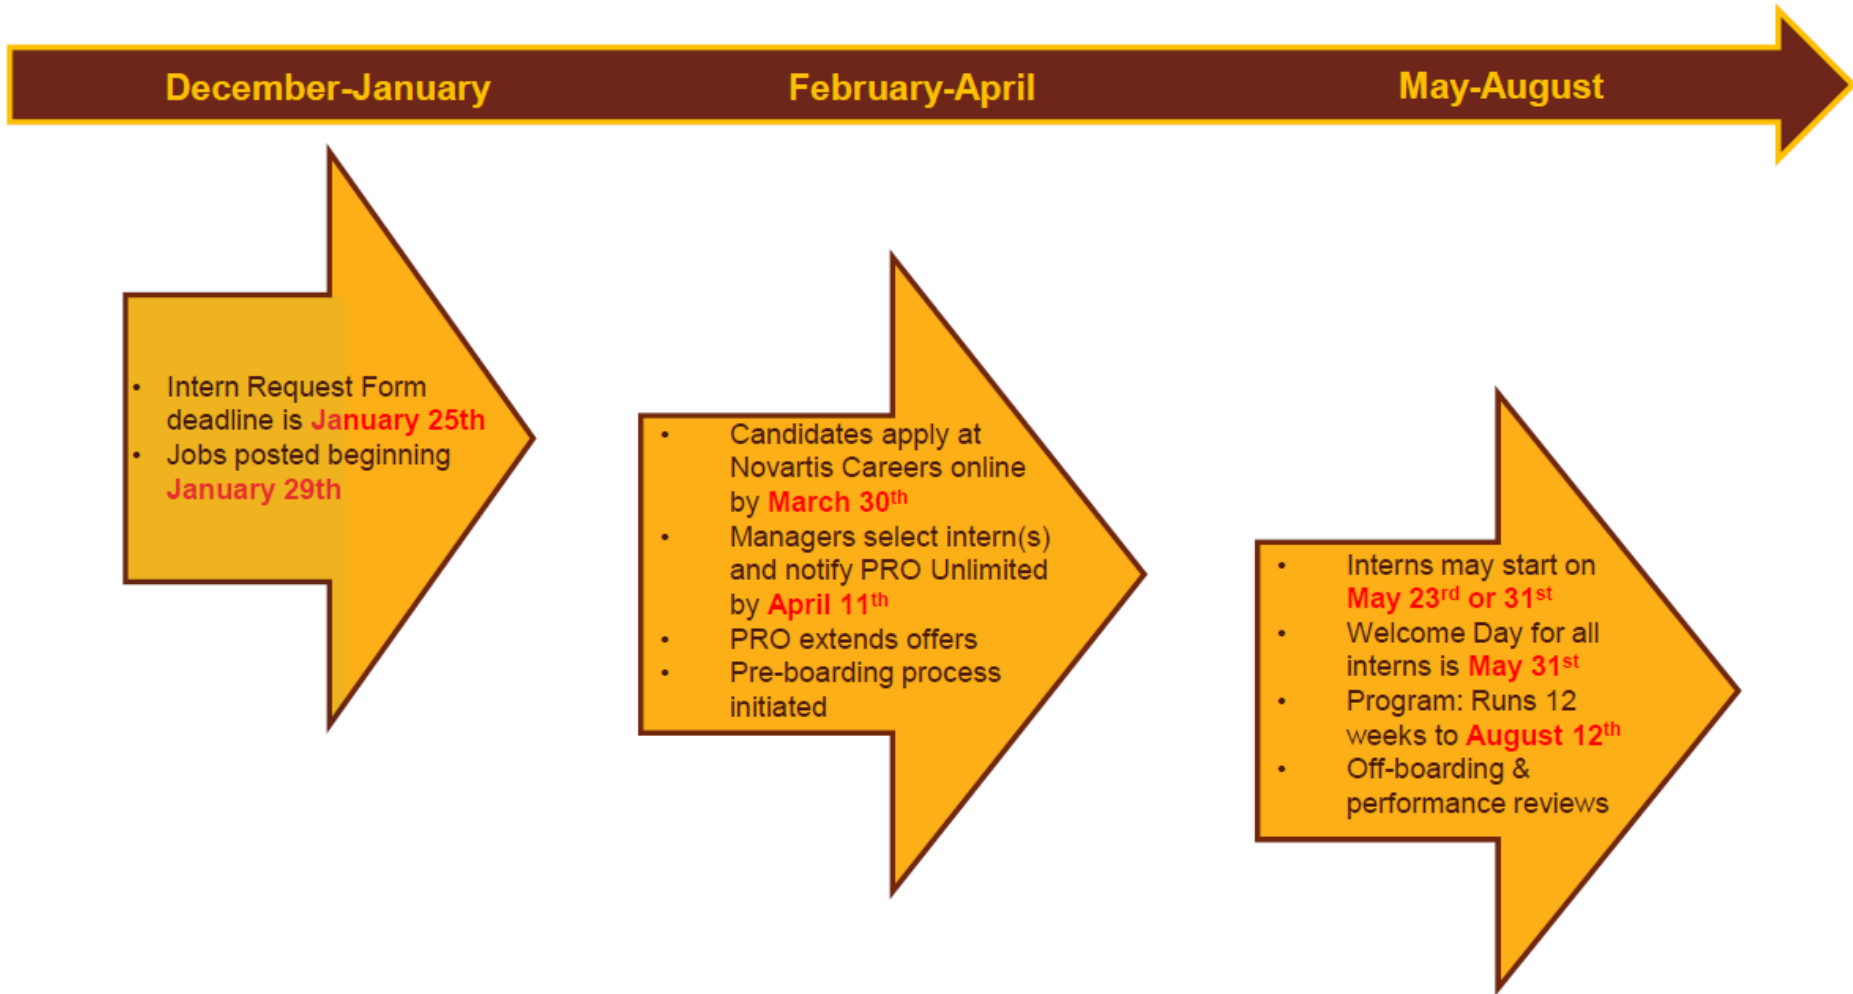 December-January
February-April
May-August
• Intern Request Form
deadline is January 25th
• Jobs posted beginning
January 29th
• Candidates apply at
Novartis Careers online
by March 30th
• Managers select intern(s)
and notify PRO Unlimited
by April 11th
• PRO extends offers
• Pre-boarding process
initiated
• Interns may start on
May 23rd or 31st
• Welcome Day for all
interns is May 31st
• Program: Runs 12
weeks to August 12th
• Off-boarding &
performance reviews